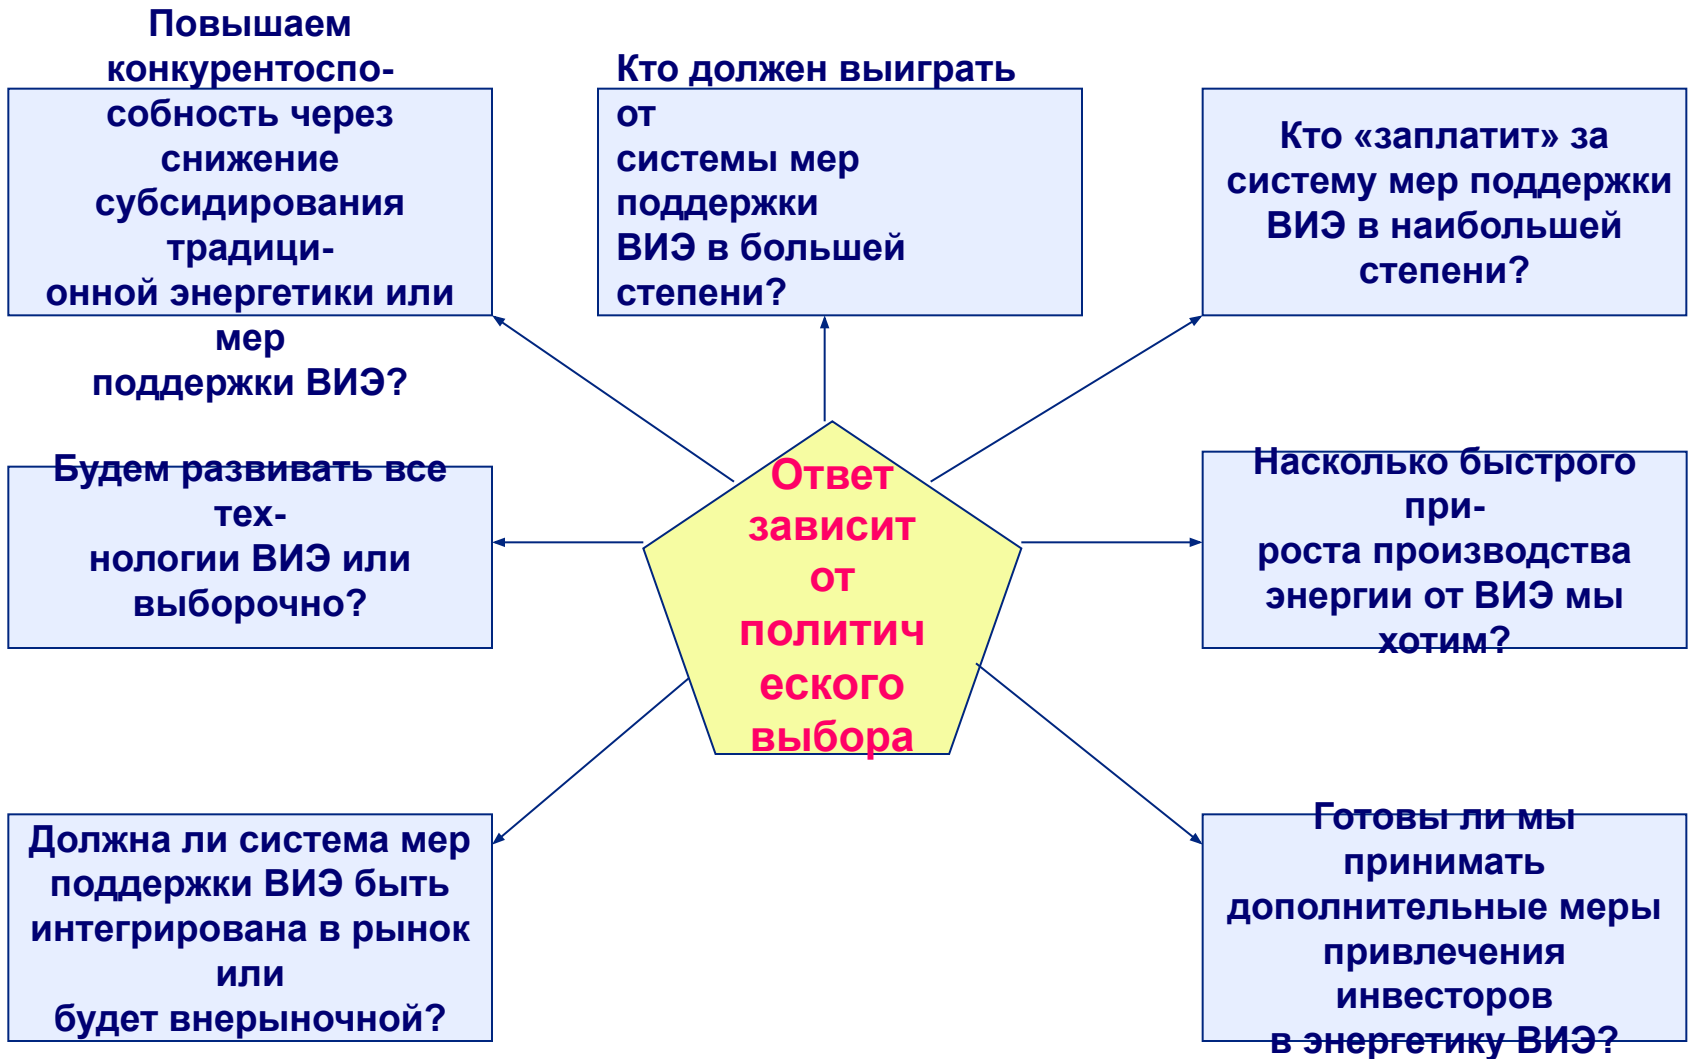 Повышаем
конкурентоспо-
собность через
снижение
субсидирования
традици-
онной энергетики или
мер
поддержки ВИЭ?
Кто должен выиграть
от
системы мер
поддержки
ВИЭ в большей
степени?
Кто «заплатит» за
систему мер поддержки
ВИЭ в наибольшей
степени?
Будем развивать все
тех-
нологии ВИЭ или
выборочно?
Ответ
зависит
от
политич
еского
выбора
Насколько быстрого
при-
роста производства
энергии от ВИЭ мы
хотим?
Должна ли система мер
поддержки ВИЭ быть
интегрирована в рынок
или
будет внерыночной?
Готовы ли мы
принимать
дополнительные меры
привлечения
инвесторов
в энергетику ВИЭ?